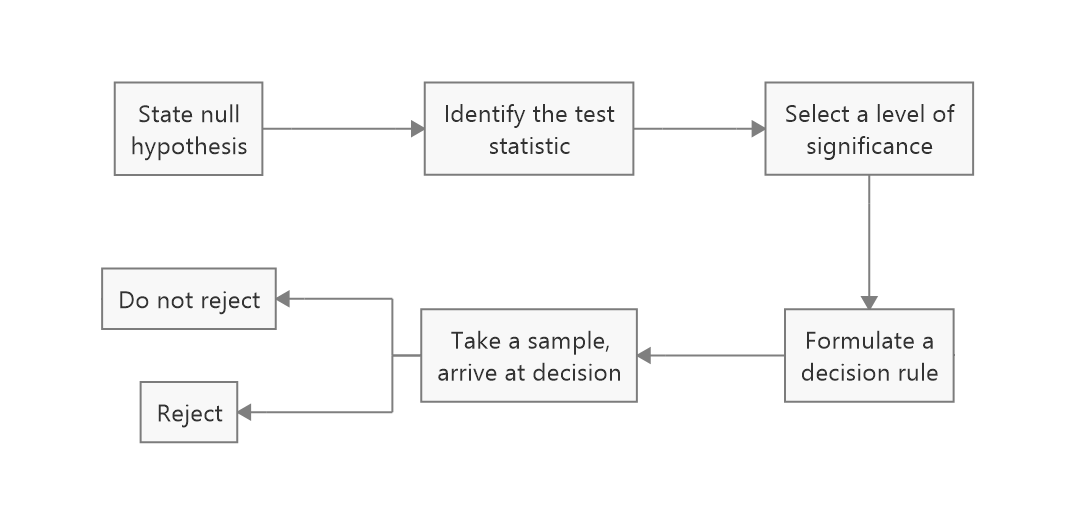 State null
hypothesis
Identify the test
statistic
Select a level of
significance
Formulate a
decision rule
Take a sample,
arrive at decision
Do not reject
Reject